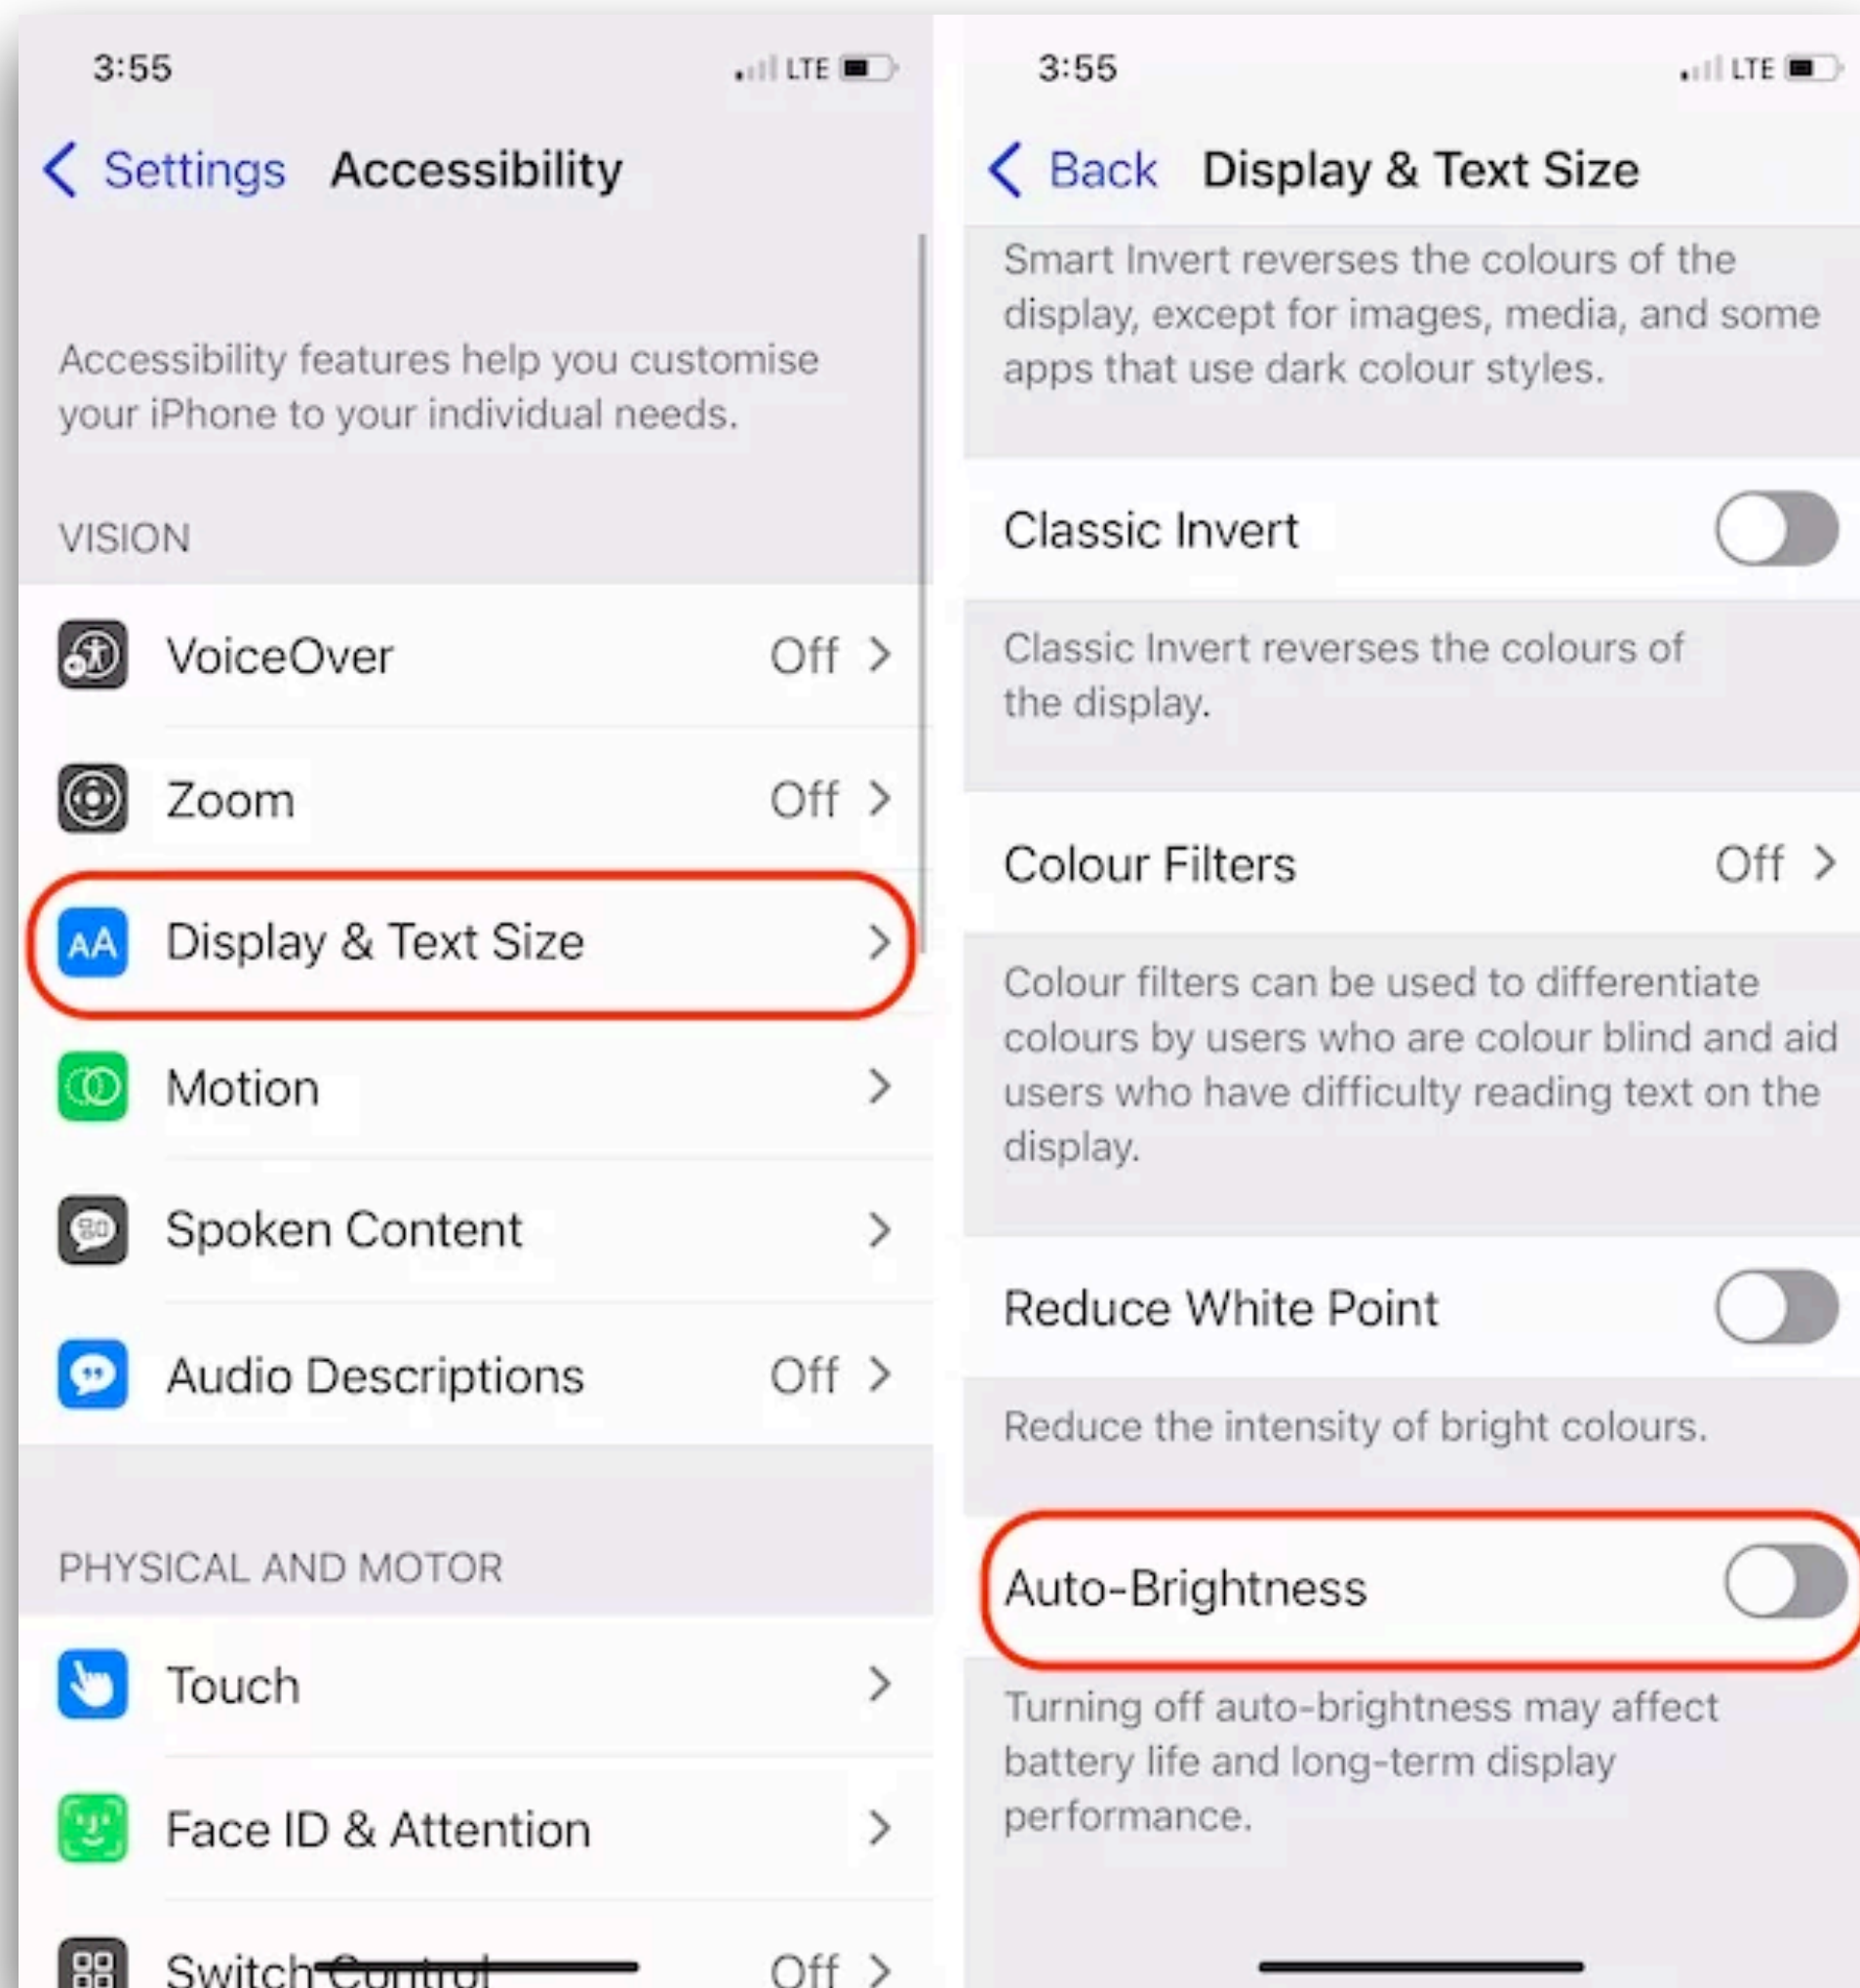 3:55
LTE
Settings
Accessibility
Accessibility features help you customise
your iPhone to your individual needs.
VISION
VoiceOver
Off
Zoom
Off
AA
Display & Text Size
Motion
Spoken Content
Audio Descriptions
Off
PHYSICAL AND MOTOR
Touch
Face ID & Attention
Switch Control
Off
3:55
LTE
Back
Display & Text Size
Smart Invert reverses the colours of the
display, except for images, media, and some
apps that use dark colour styles.
Classic Invert
Classic Invert reverses the colours of
the display.
Colour Filters
Off
Colour filters can be used to differentiate
colours by users who are colour blind and aid
users who have difficulty reading text on the
display.
Reduce White Point
Reduce the intensity of bright colours.
Auto-Brightness
Turning off auto-brightness may affect
battery life and long-term display
performance.